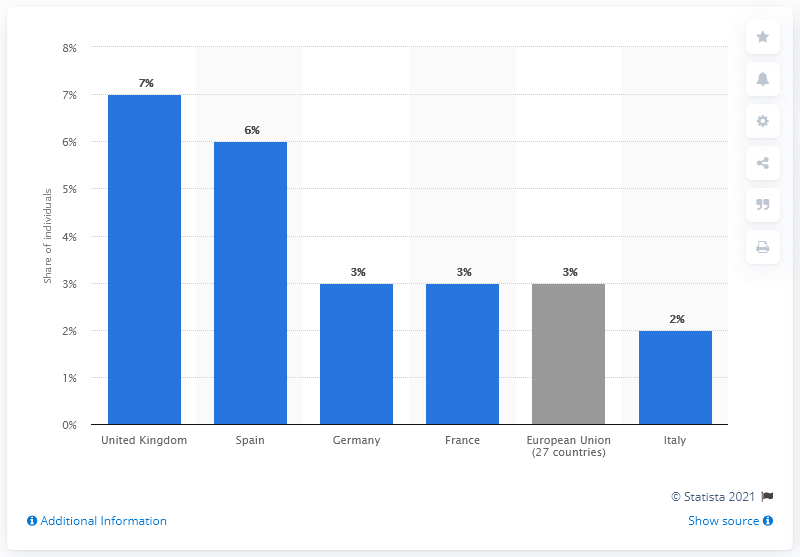 8%
7%
6%
5%
4%
3%
2%
1%
0%
Share of individuals
7%
6%
3%
3%
3%
2%
United Kingdom
Spain
Germany
France
European Union
(27 countries)
Italy
© Statista 2021
Additional Information
Show source